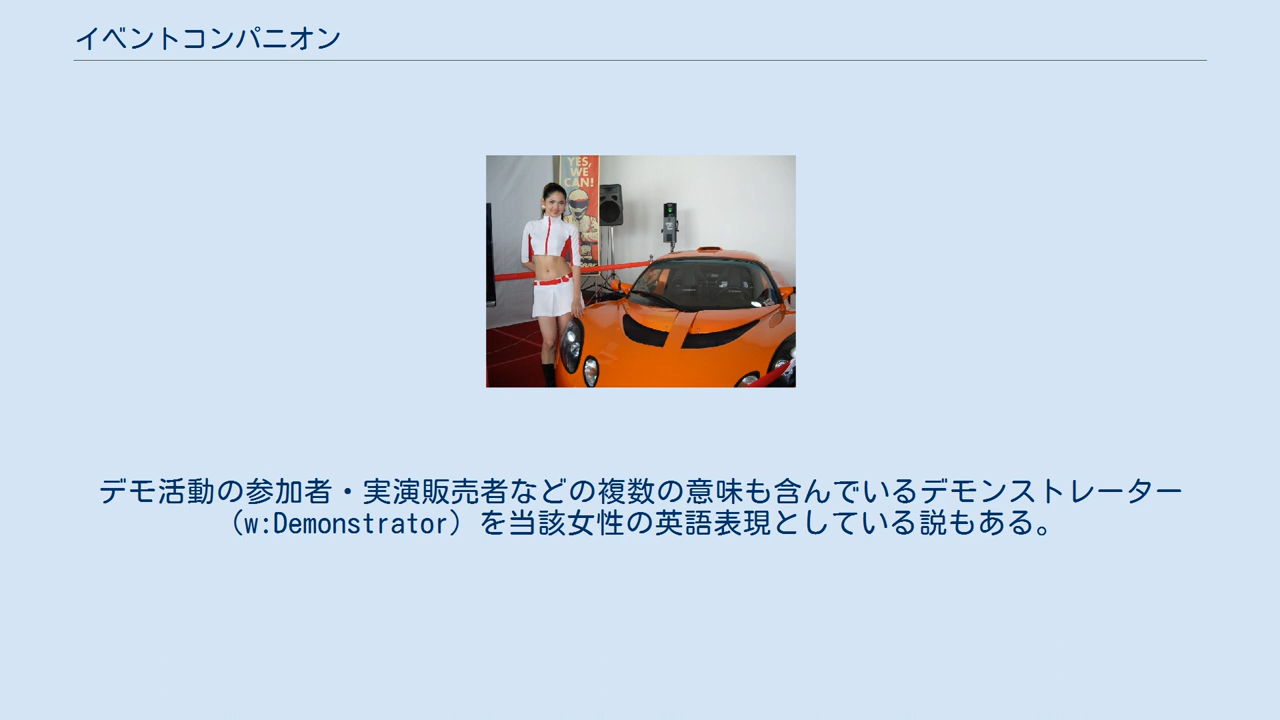 イベントコンパニオン
YES,
WE
CAN!
デモ活動の参加者・実演販売者などの複数の意味も含んでいるデモンストレーター
（w:Demonstrator）を当該女性の英語表現としている説もある。